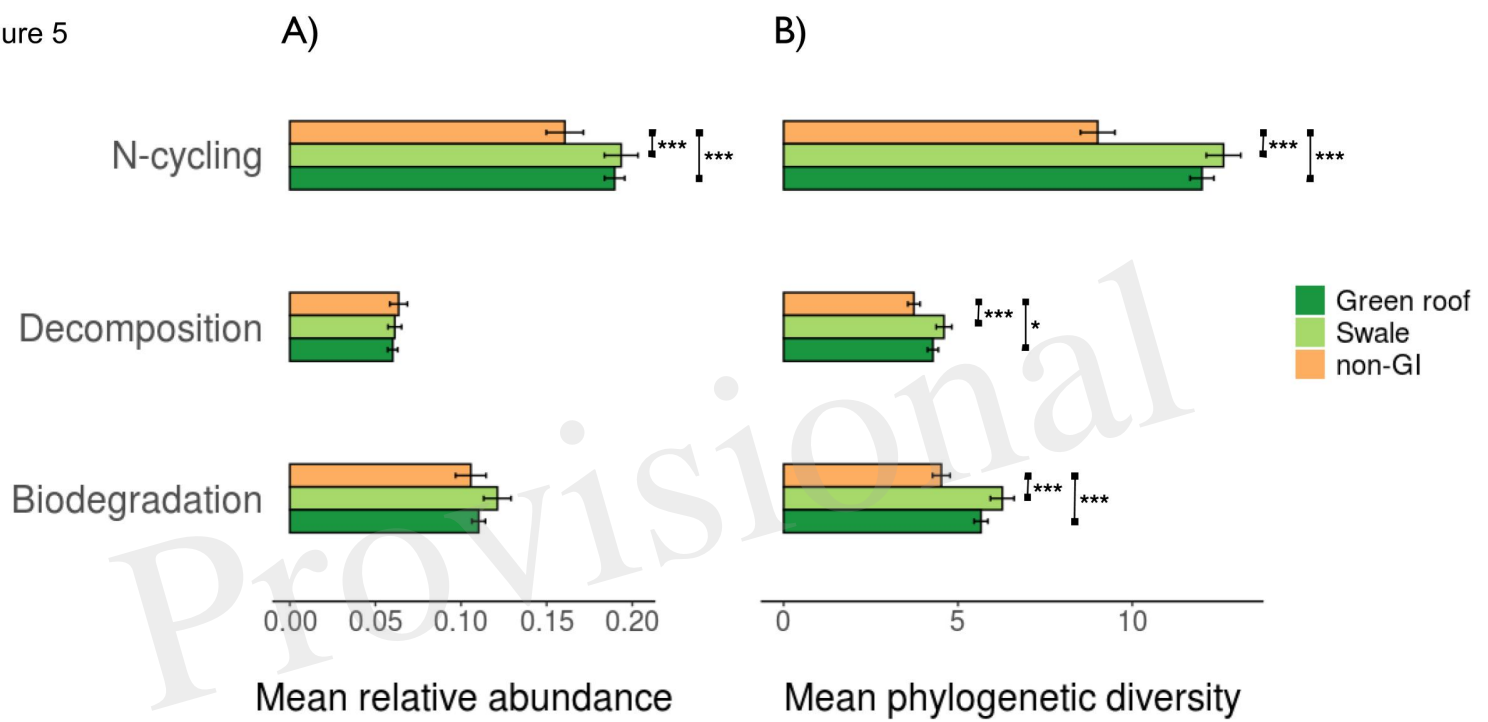 ure 5
A)
B)
N-cycling
***
***
***
***
Decomposition
***
*
Green roof
Swale
non-GI
Biodegradation
***
***
Provisional
0.00 0.05 0.10 0.15 0.20
0 5 10
Mean relative abundance
Mean phylogenetic diversity